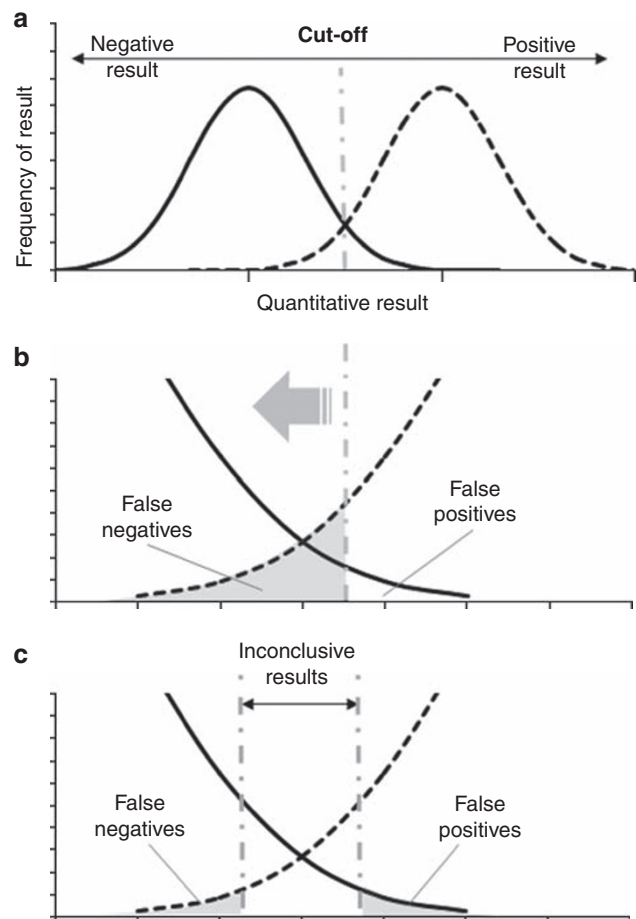 a
Cut-off
Negative
result
Positive
result
Frequency of result
Quantitative result
b
False
negatives
False
positives
c
Inconclusive
results
False
negatives
False
positives